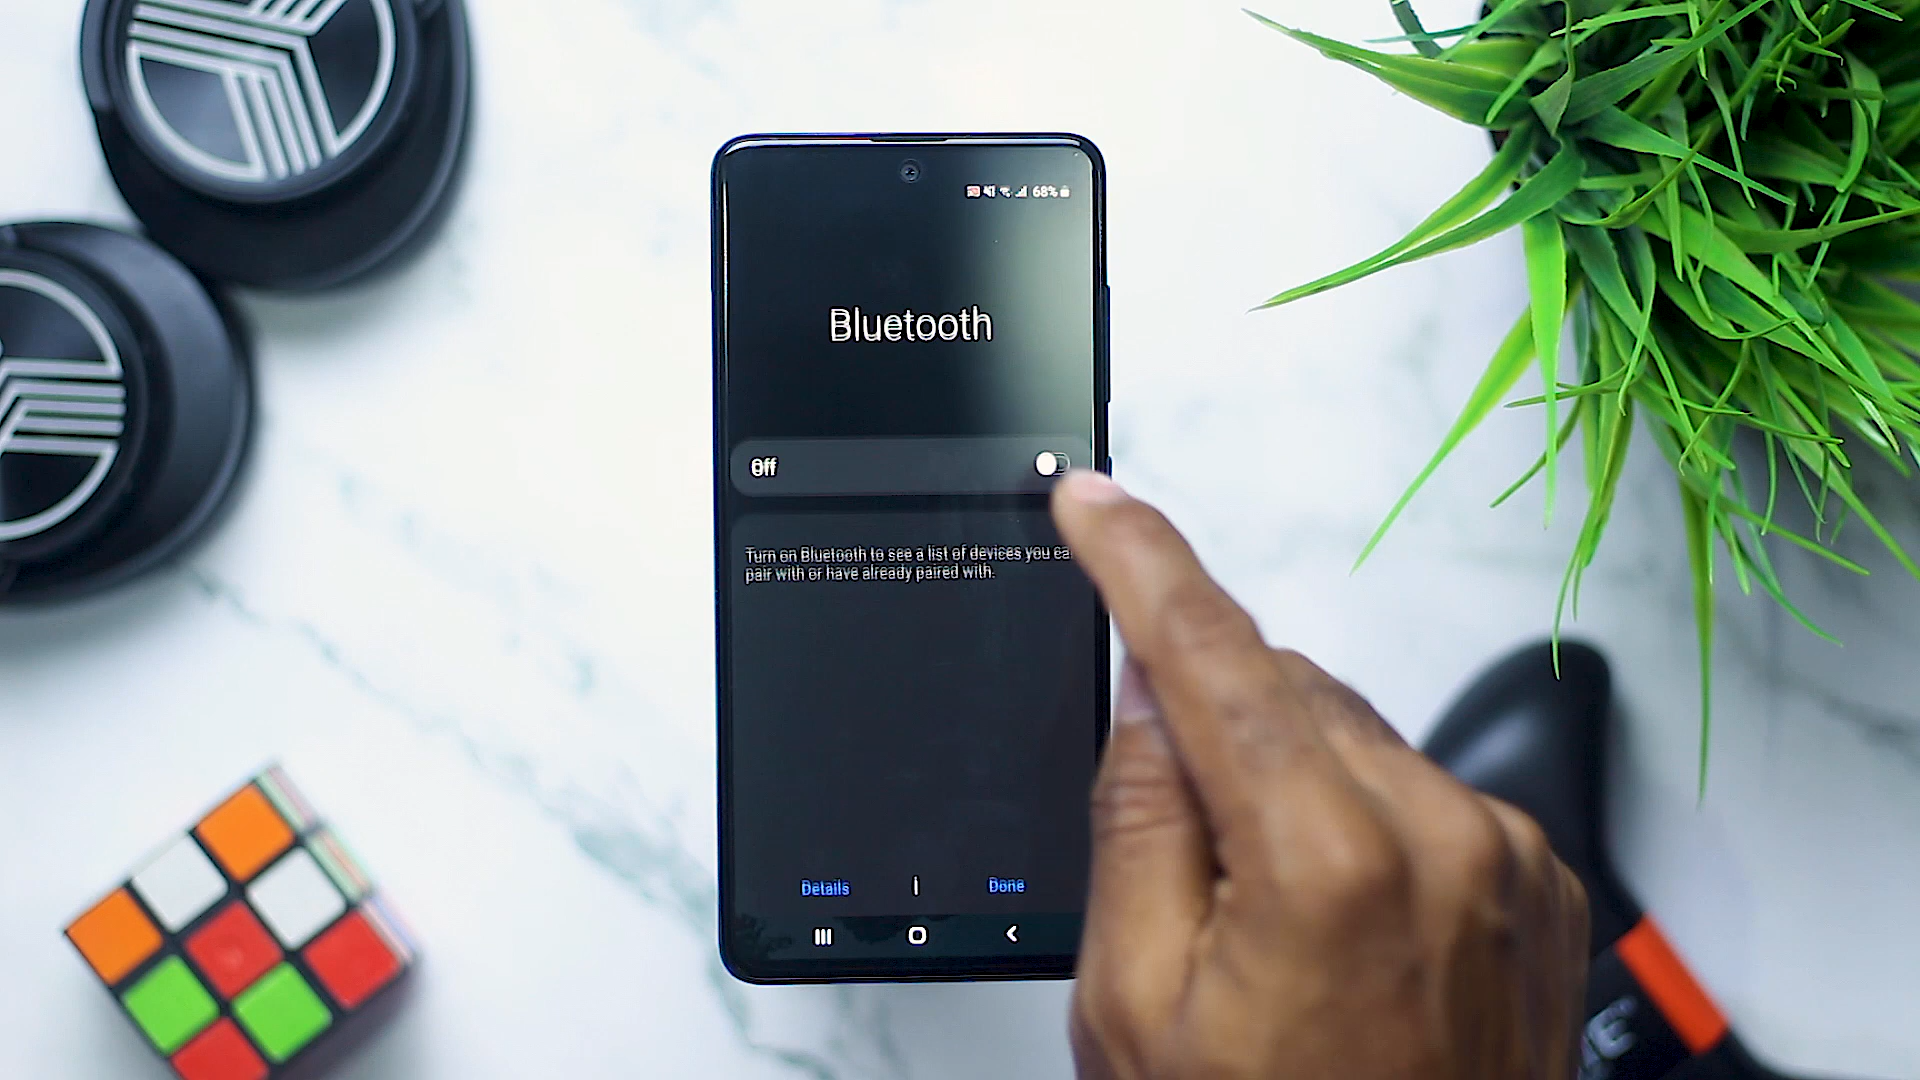 68%
Bluetooth
Off
Turn on Bluetooth to see a list of devices you ca
pair with or have already paired with.
Details
Done